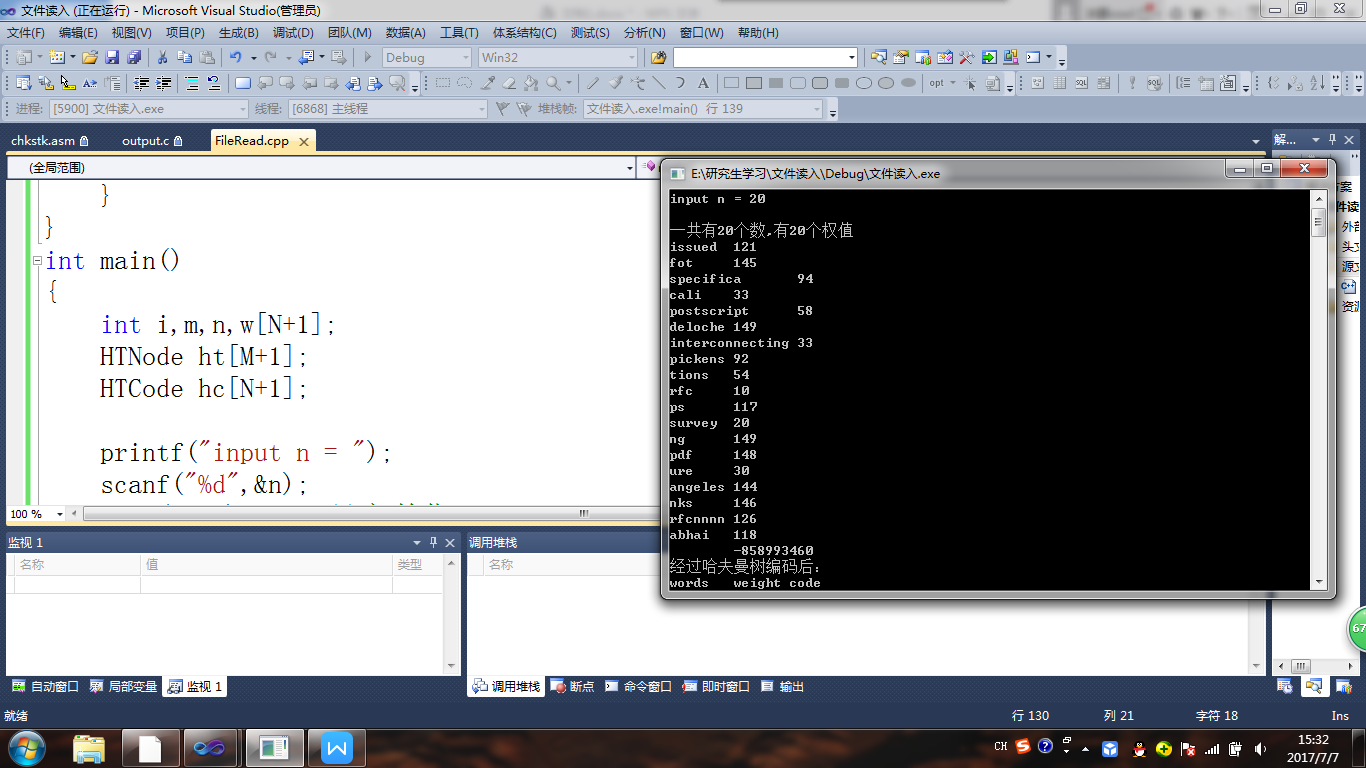 文件读入 (正在运行) - Microsoft Visual Studio(管理员)
文件(F) 编辑(E) 视图(V) 项目(P) 生成(B) 调试(D) 团队(M) 数据(A) 工具(T) 体系结构(C) 测试(S) 分析(N) 窗口(W) 帮助(H)
Debug Win32
opt
进程: [5900] 文件读入.exe 线程: [6868] 主线程 堆栈帧: 文件读入.exe!main() 行 139
chkstk.asm output.c FileRead.cpp 解...
(全局范围)
}
}
int main()
{
int i,m,n,w[N+1];
HTNode ht[M+1];
HTCode hc[N+1];
printf("input n = ");
scanf("%d",&n);
100 %
E:\研究生学习\文件读入\Debug\文件读入.exe
input n = 20
一共有20个数,有20个权值
issued 121
fot 145
specifica 94
cali 33
postscript 58
deloche 149
interconnecting 33
pickens 92
tions 54
rfc 10
ps 117
survey 20
ng 149
pdf 148
ure 30
angeles 144
nks 146
rfcnnnn 126
abhai 118
-858993460
经过哈夫曼树编码后:
words weight code
监视 1 调用堆栈
名称 值 类型 名称
67
自动窗口 局部变量 监视 1 调用堆栈 断点 命令窗口 即时窗口 输出
就绪 行 130 列 21 字符 18 Ins
CH 15:32
2017/7/7